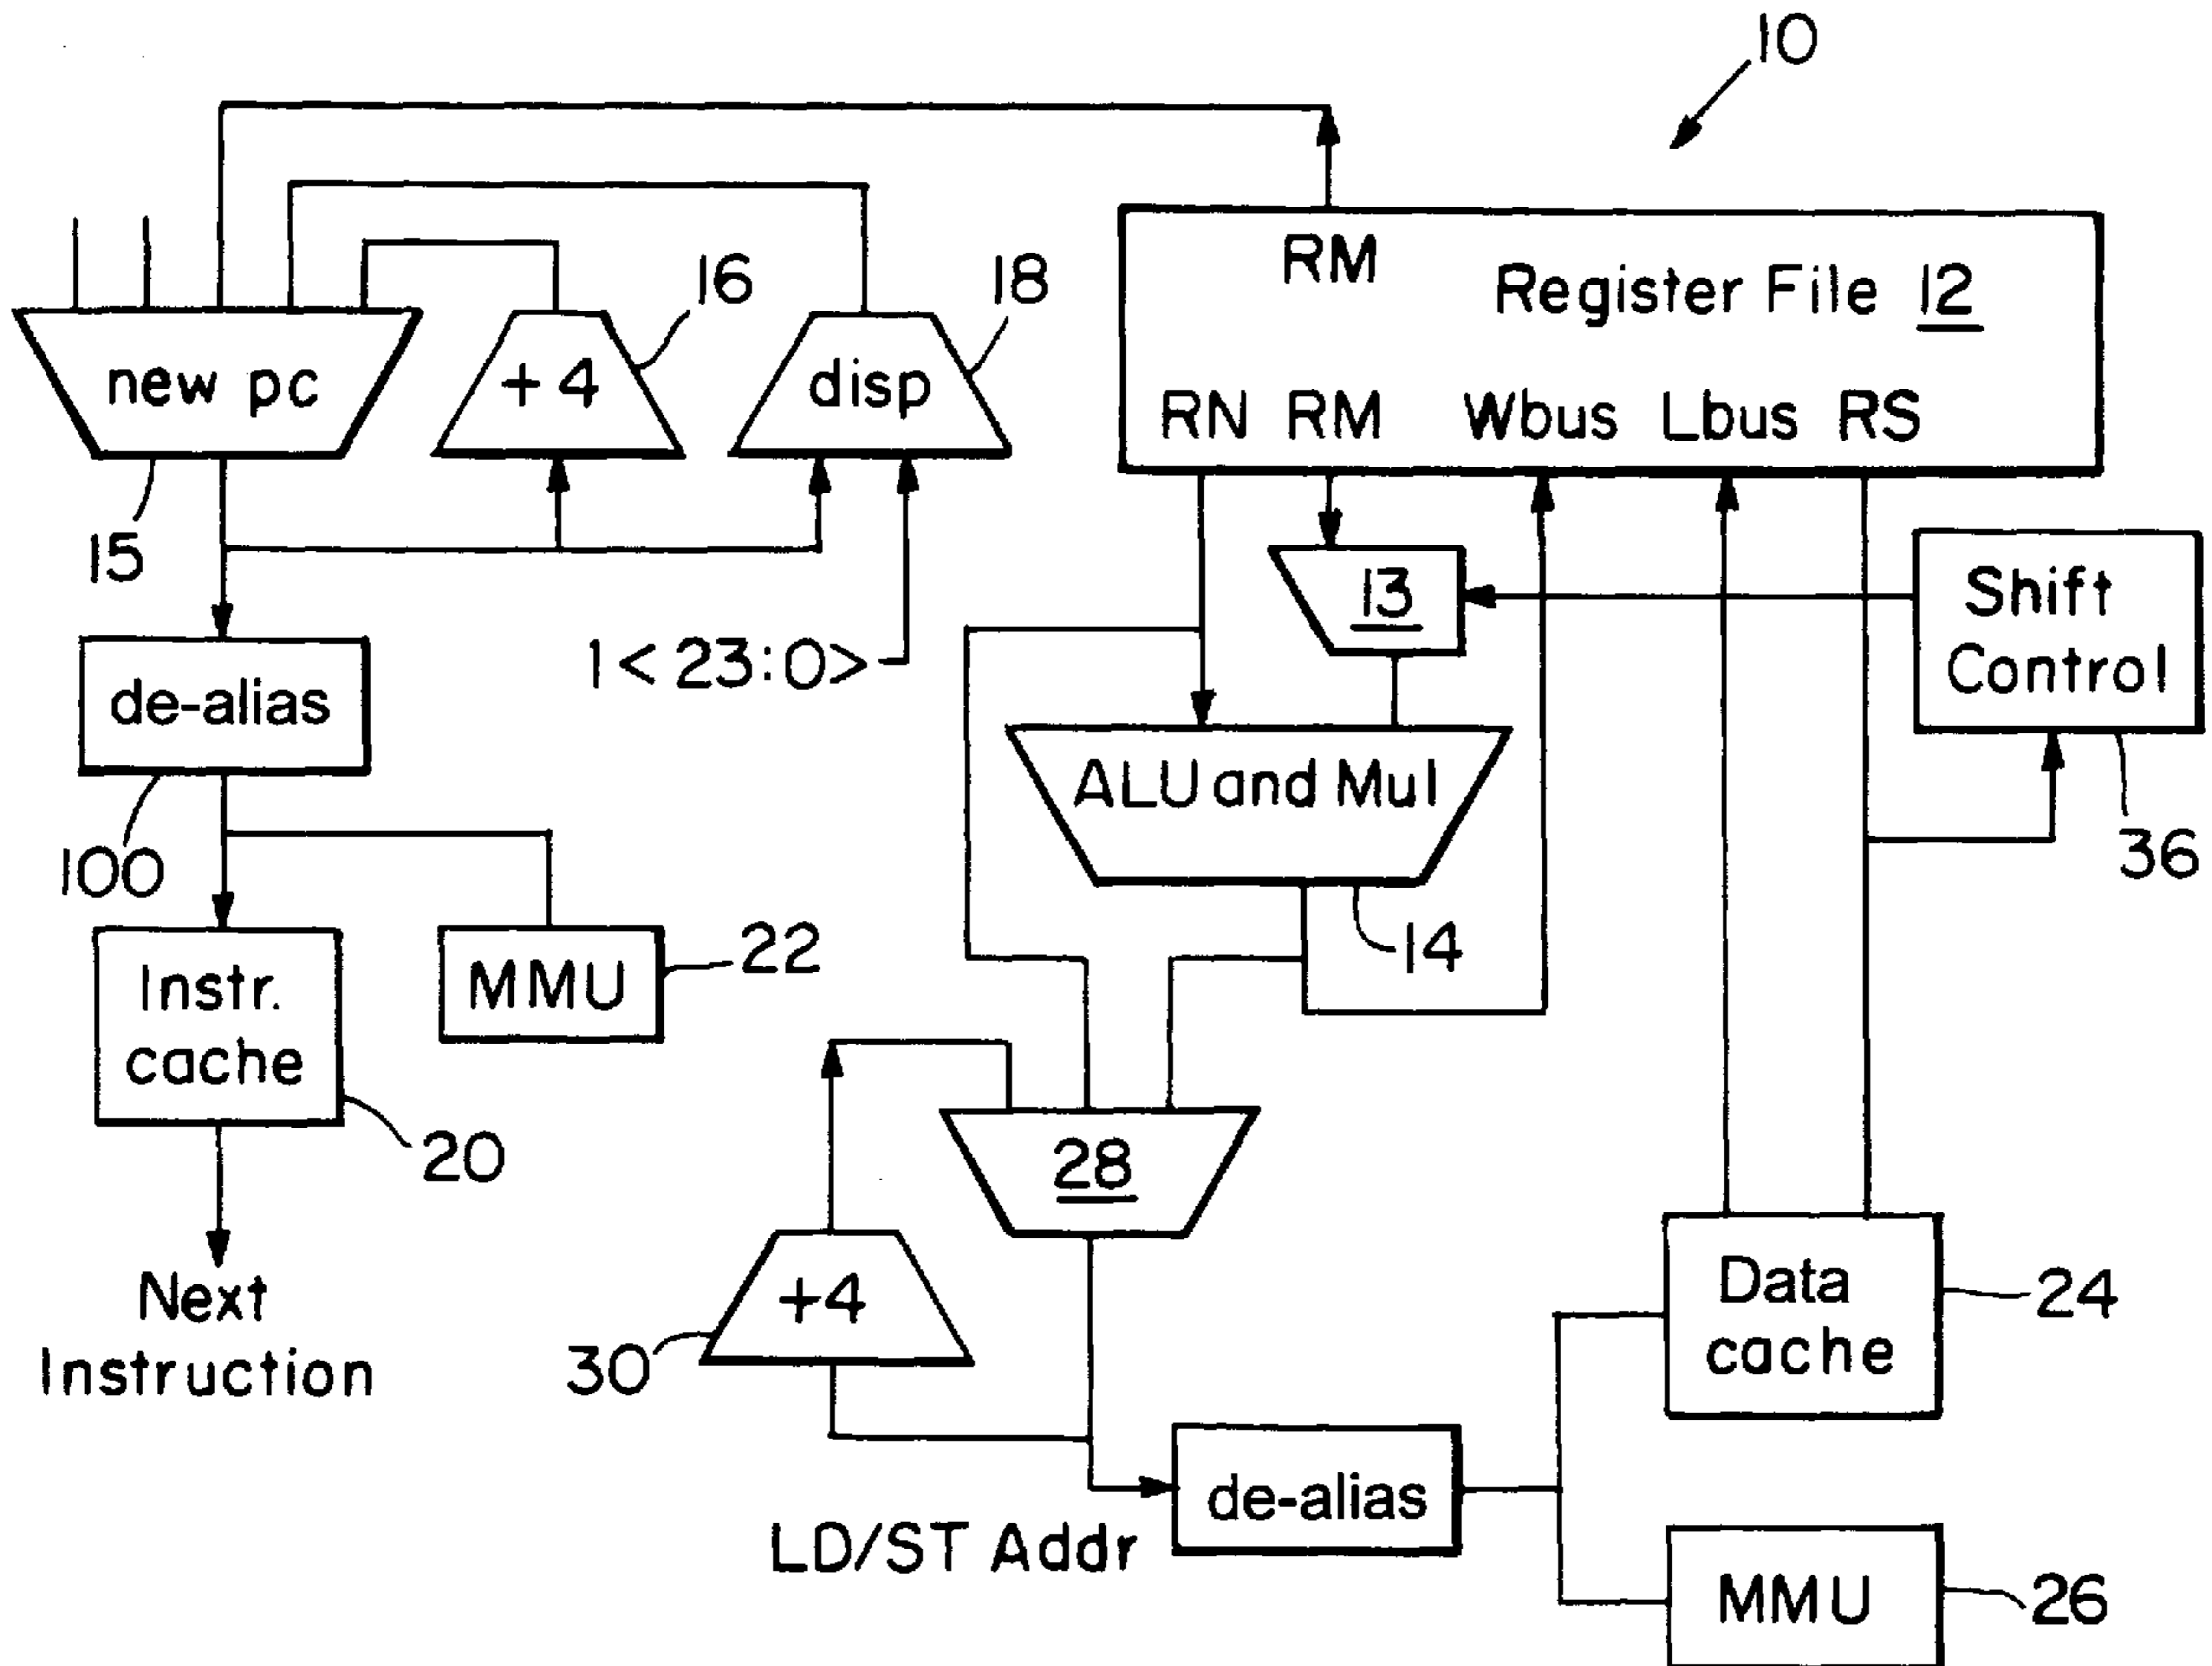 10
RM
Register File 12
RN RM Wbus Lbus RS
new pc
+4
16
disp
18
15
1<23:0>
13
Shift
Control
36
de-alias
100
ALU and Mul
14
Instr.
cache
20
MMU
22
Next
Instruction
28
+4
30
LD/ST Addr
de-alias
Data
cache
24
MMU
26